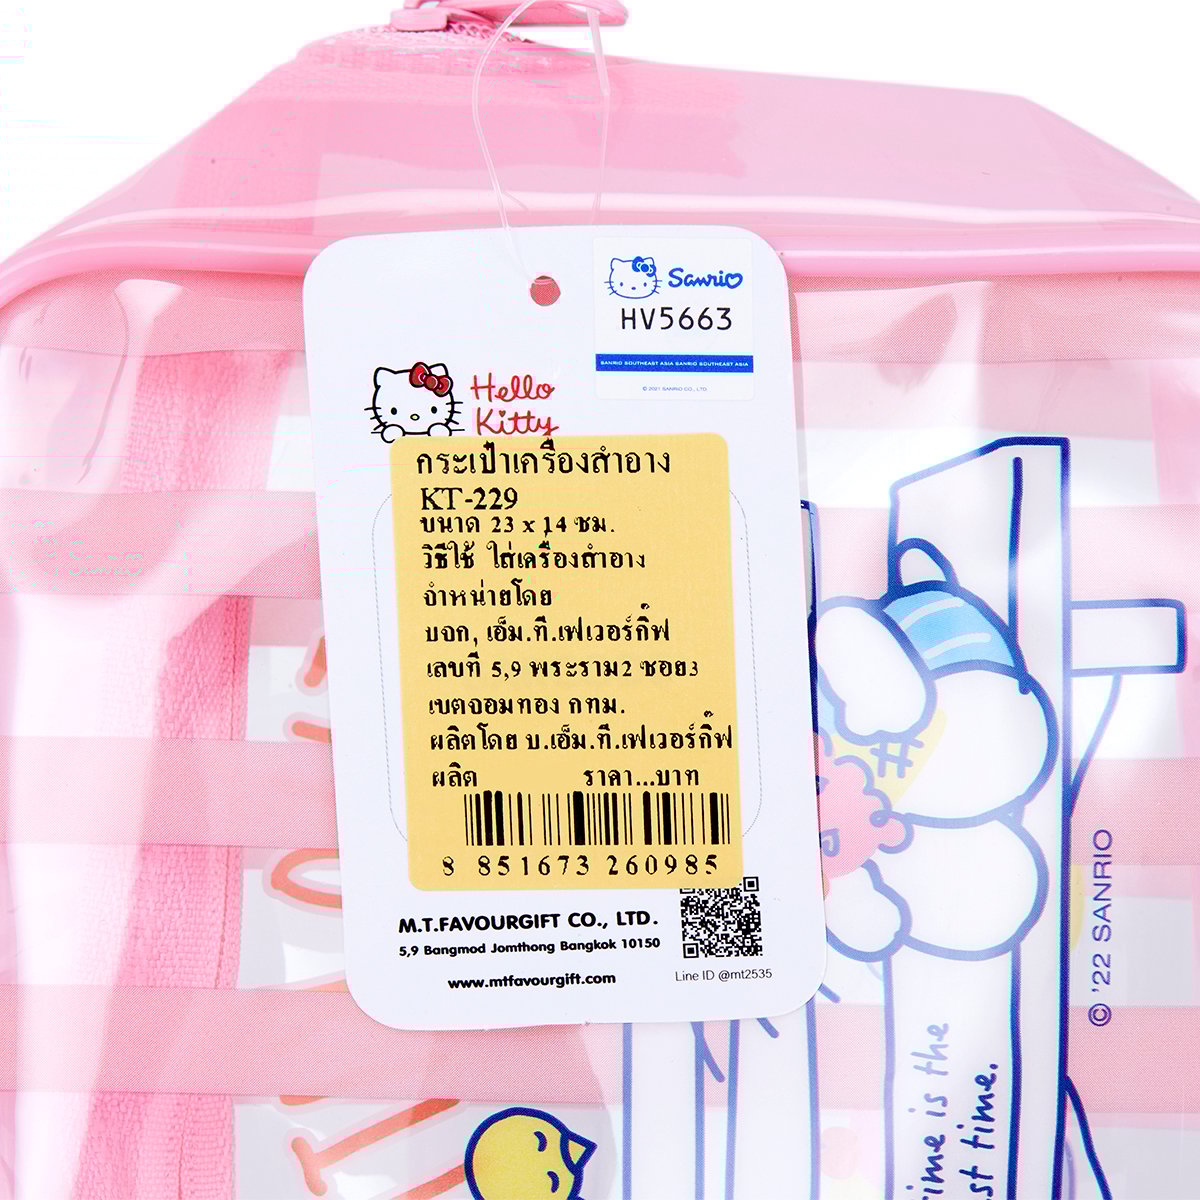 Sanrio
HV5663
SANRIO SOUTHEAST ASIA SANRIO SOUTHEAST ASIA
© 2021 SANRIO CO., LTD.
Hello
Kitty
กระเป๋าเครื่องสำอาง
KT-229
ขนาด 23 x 14 ซม.
วิธีใช้ ใส่เครื่องสำอาง
จำหน่ายโดย
บจก, เอ็ม.ที.เฟเวอร์กิ๊ฟ
เลขที่ 5,9 พระราม2 ซอย3
เขตจอมทอง กทม.
ผลิตโดย บ.เอ็ม.ที.เฟเวอร์กิ๊ฟ
ผลิต ราคา...บาท
8 851673 260985
M.T.FAVOURGIFT CO., LTD.
5,9 Bangmod Jomthong Bangkok 10150
www.mtfavourgift.com
Line ID @mt2535
© '22 SANRIO
is the
time.